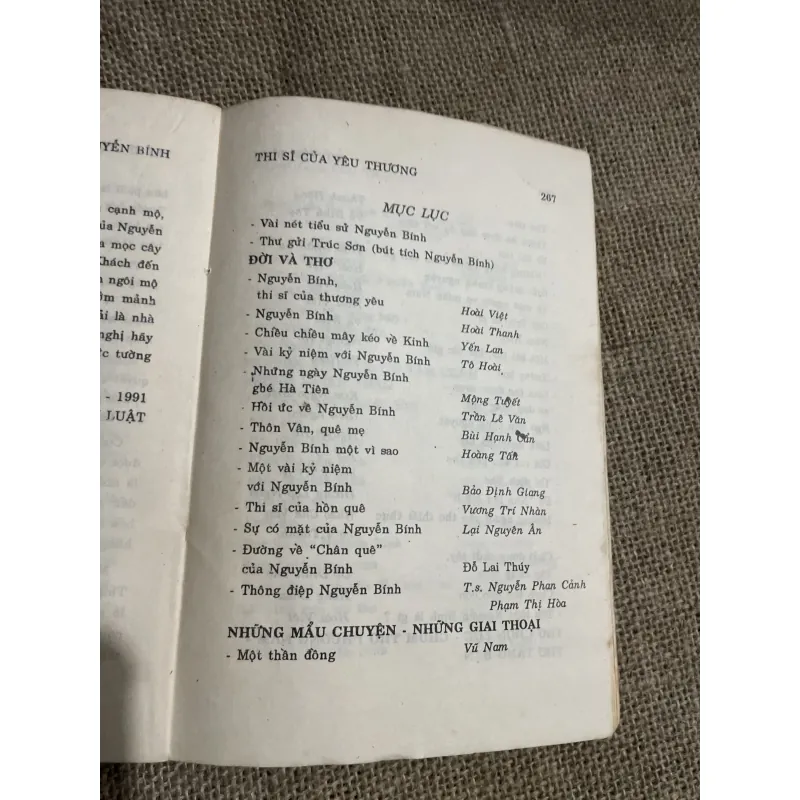 YỄN BÍNH
cạnh mộ,
ủa Nguyễn
a mọc cây
Khách đến
n ngôi mộ
ớm mảnh
ải là nhà
nghị hãy
ức tường
- 1991
LUẬT
THI SĨ CỦA YÊU THƯƠNG 267
MỤC LỤC
- Vài nét tiểu sử Nguyễn Bính
- Thư gửi Trúc Sơn (bút tích Nguyễn Bính)
ĐỜI VÀ THƠ
- Nguyễn Bính,
thi sĩ của thương yêu Hoài Việt
- Nguyễn Bính Hoài Thanh
- Chiều chiều mây kéo về Kinh Yến Lan
- Vài kỷ niệm với Nguyễn Bính Tô Hoài
- Những ngày Nguyễn Bính
ghé Hà Tiên Mộng Tuyết
- Hồi ức về Nguyễn Bính Trần Lê Văn
- Thôn Vân, quê mẹ Bùi Hạnh Cẩn
- Nguyễn Bính một vì sao Hoàng Tấn
- Một vài kỷ niệm
với Nguyễn Bính Bảo Định Giang
- Thi sĩ của hồn quê Vương Trí Nhàn
- Sự có mặt của Nguyễn Bính Lại Nguyên Ân
- Đường về “Chân quê”
của Nguyễn Bính Đỗ Lai Thúy
- Thông điệp Nguyễn Bính T.s. Nguyễn Phan Cảnh
Phạm Thị Hòa
NHỮNG MẨU CHUYỆN - NHỮNG GIAI THOẠI
- Một thần đồng Vũ Nam